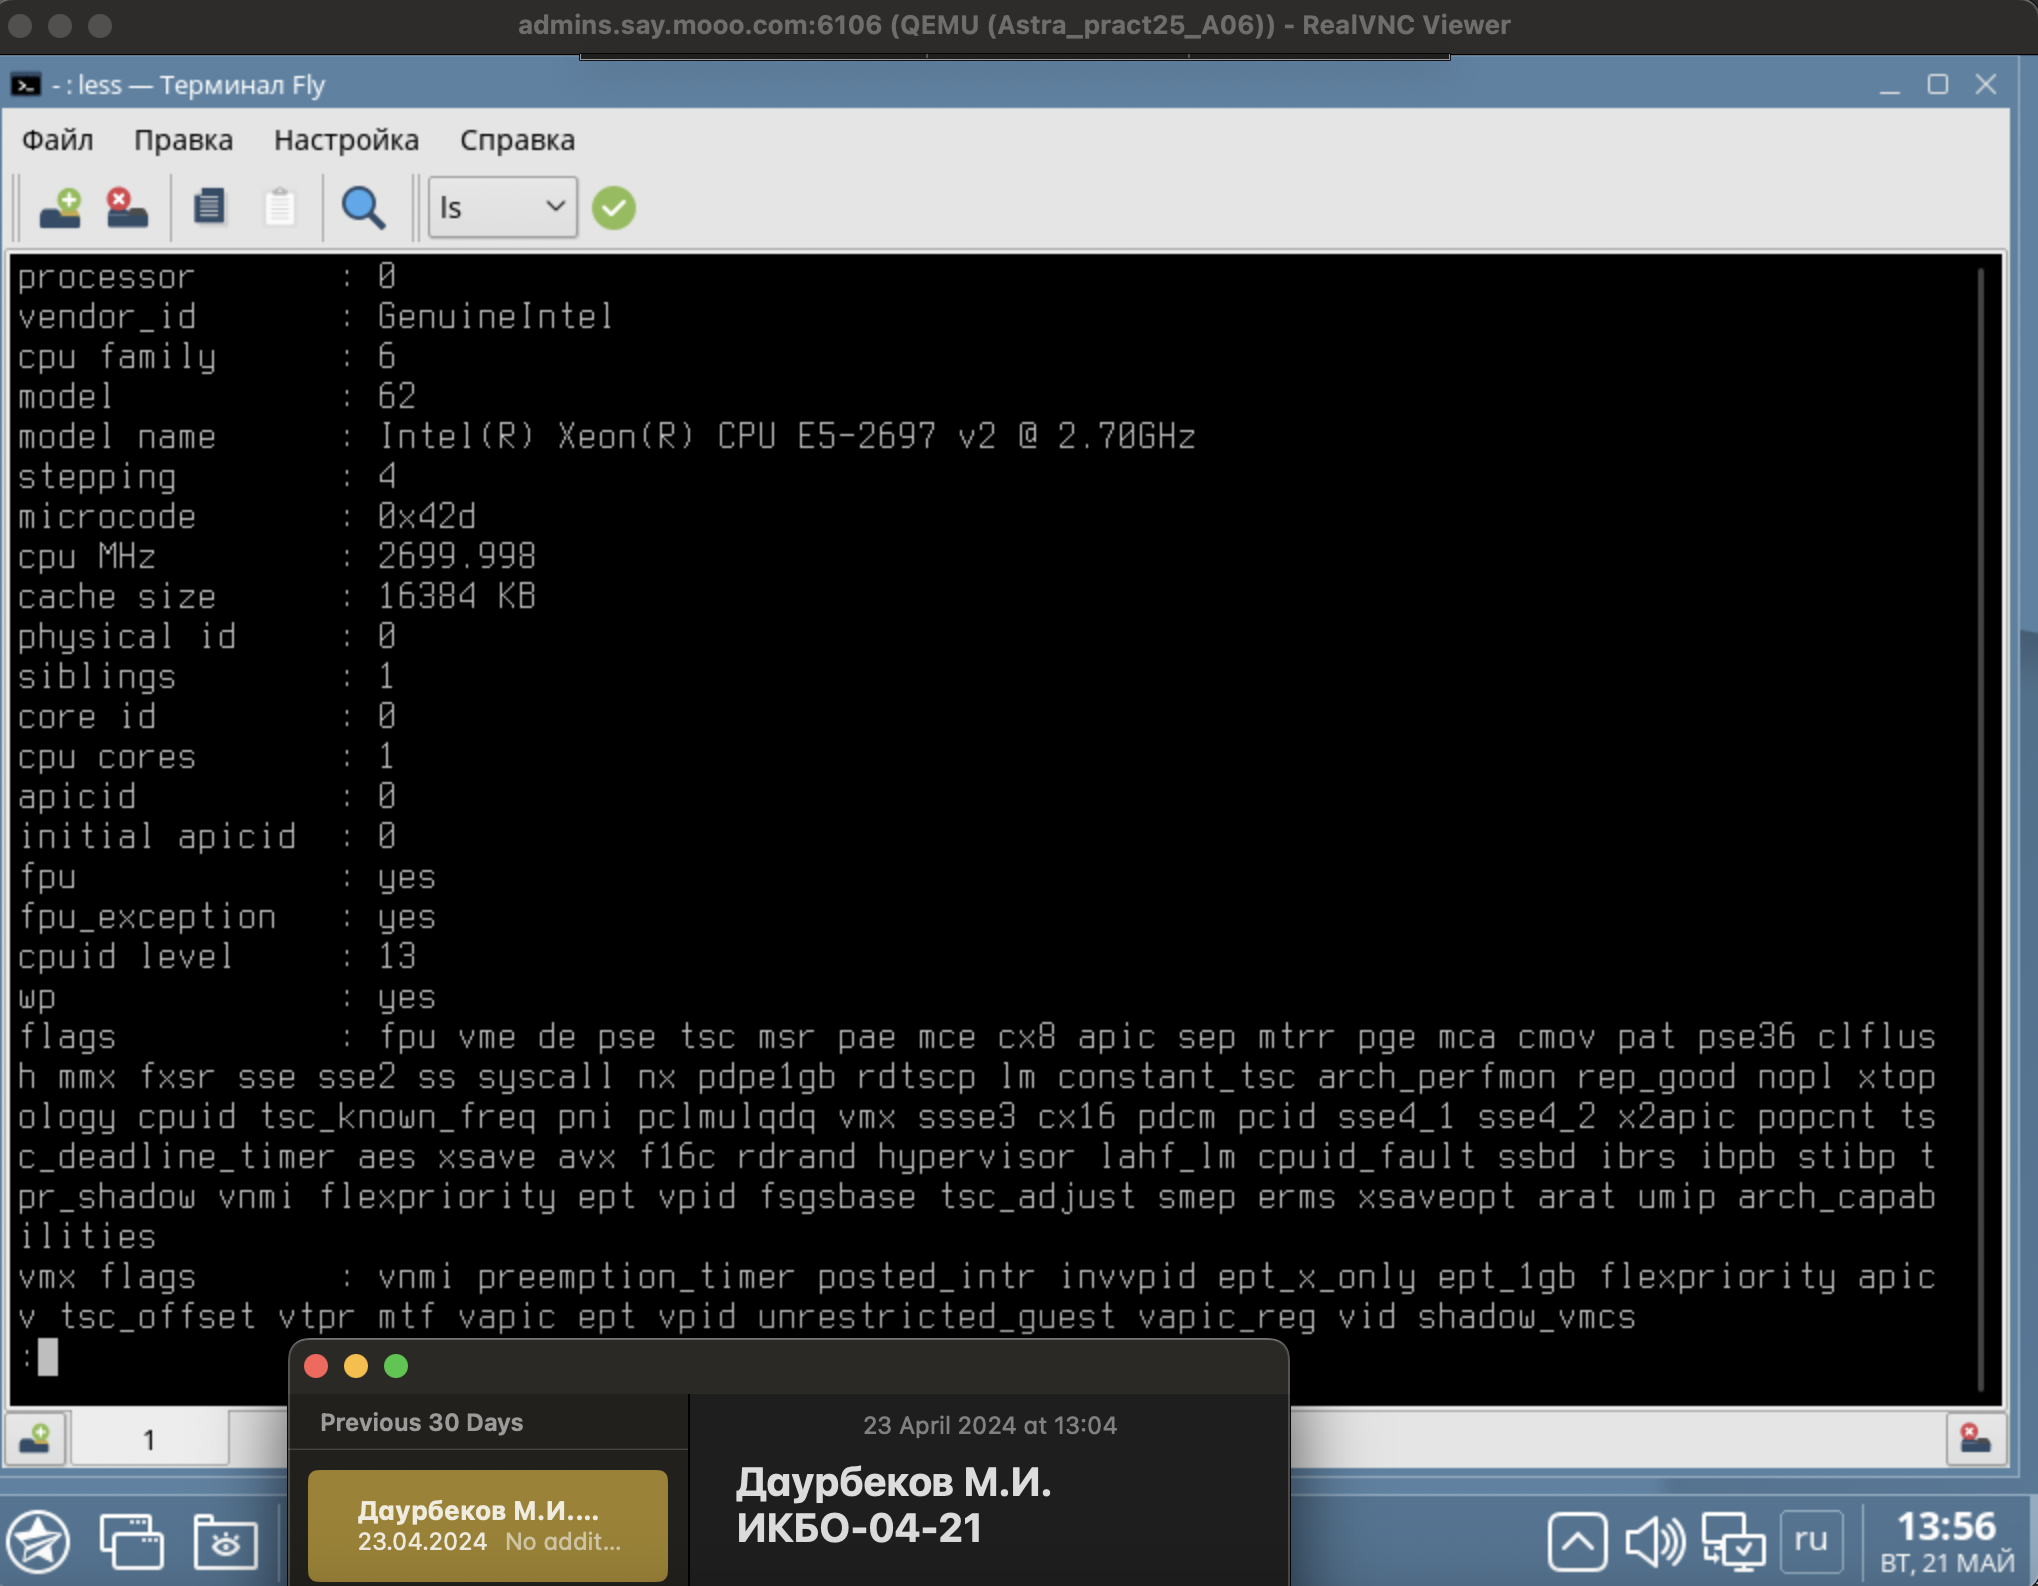 admins.say.mooo.com:6106 (QEMU (Astra_pract25_A06)) - RealVNC Viewer
- : less — Терминал Fly
Файл Правка Настройка Справка
ls
processor : 0
vendor_id : GenuineIntel
cpu family : 6
model : 62
model name : Intel(R) Xeon(R) CPU E5-2697 v2 @ 2.70GHz
stepping : 4
microcode : 0x42d
cpu MHz : 2699.998
cache size : 16384 KB
physical id : 0
siblings : 1
core id : 0
cpu cores : 1
apicid : 0
initial apicid : 0
fpu : yes
fpu_exception : yes
cpuid level : 13
wp : yes
flags : fpu vme de pse tsc msr pae mce cx8 apic sep mtrr pge mca cmov pat pse36 clflus
h mmx fxsr sse sse2 ss syscall nx pdpe1gb rdtscp lm constant_tsc arch_perfmon rep_good nopl xtop
ology cpuid tsc_known_freq pni pclmulqdq vmx ssse3 cx16 pdcm pcid sse4_1 sse4_2 x2apic popcnt ts
c_deadline_timer aes xsave avx f16c rdrand hypervisor lahf_lm cpuid_fault ssbd ibrs ibpb stibp t
pr_shadow vnmi flexpriority ept vpid fsgsbase tsc_adjust smep erms xsaveopt arat umip arch_capab
ilities
vmx flags : vnmi preemption_timer posted_intr invvpid ept_x_only ept_1gb flexpriority apic
v tsc_offset vtpr mtf vapic ept vpid unrestricted_guest vapic_reg vid shadow_vmcs
:
1
Previous 30 Days
Даурбеков М.И....
23.04.2024 No addit...
23 April 2024 at 13:04
Даурбеков М.И.
ИКБО-04-21
ru
13:56
ВТ, 21 МАЙ